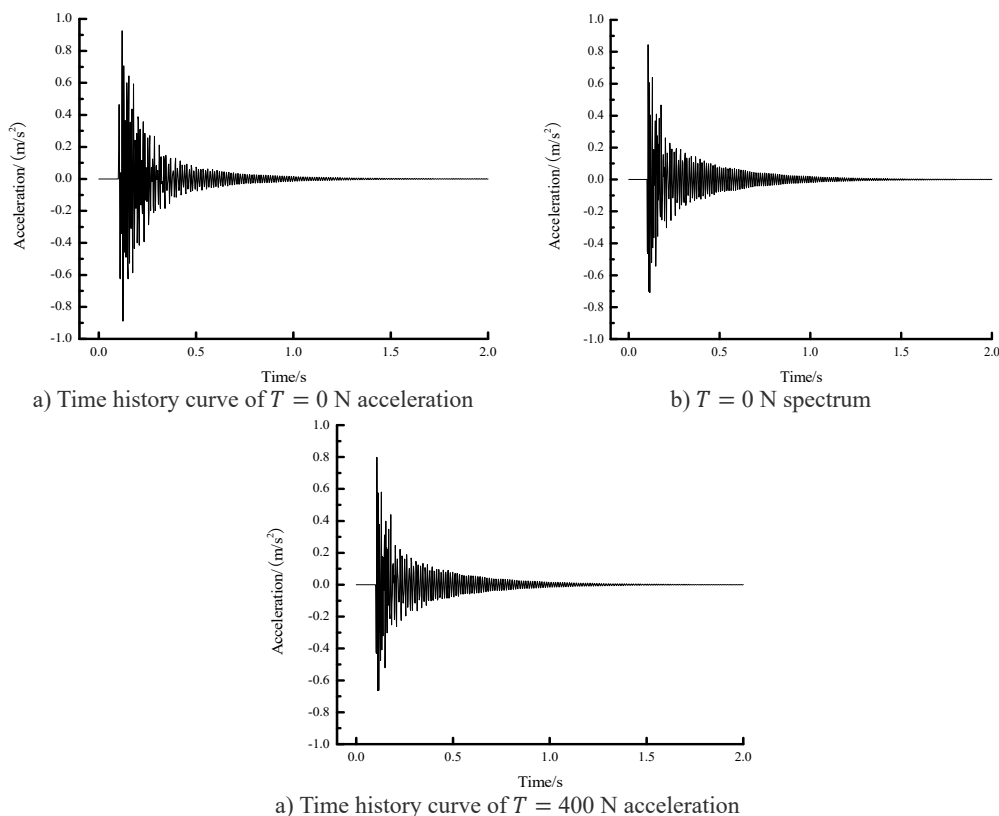 1.0
0.8
0.6
0.4
0.2
0.0
-0.2
-0.4
-0.6
-0.8
-1.0
Acceleration/ (m/s²)
0.0 0.5 1.0 1.5 2.0
Time/s
a) Time history curve of T = 0 N acceleration
1.0
0.8
0.6
0.4
0.2
0.0
-0.2
-0.4
-0.6
-0.8
-1.0
Acceleration/ (m/s²)
0.0 0.5 1.0 1.5 2.0
Time/s
b) T = 0 N spectrum
1.0
0.8
0.6
0.4
0.2
0.0
-0.2
-0.4
-0.6
-0.8
-1.0
Acceleration/ (m/s²)
0.0 0.5 1.0 1.5 2.0
Time/s
a) Time history curve of T = 400 N acceleration